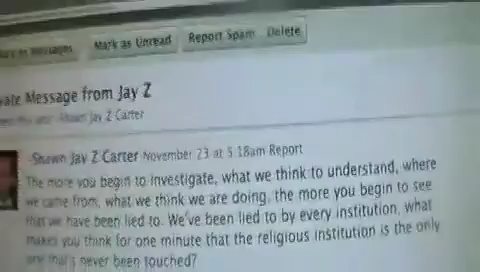 Mark as Unread Report Spam Delete
Message from Jay Z
Shawn Jay Z Carter
-Shawn Jay Z Carter November 23 at 5 18am Report
The more you begin to investigate, what we think to understand, where
we came from, what we think we are doing, the more you begin to see
that we have been lied to. We've been lied to by every institution, what
makes you think for one minute that the religious institution is the only
one that's never been touched?